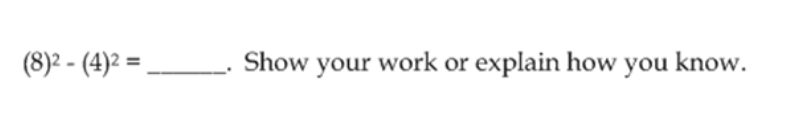 (8)² - (4)² = ______. Show your work or explain how you know.